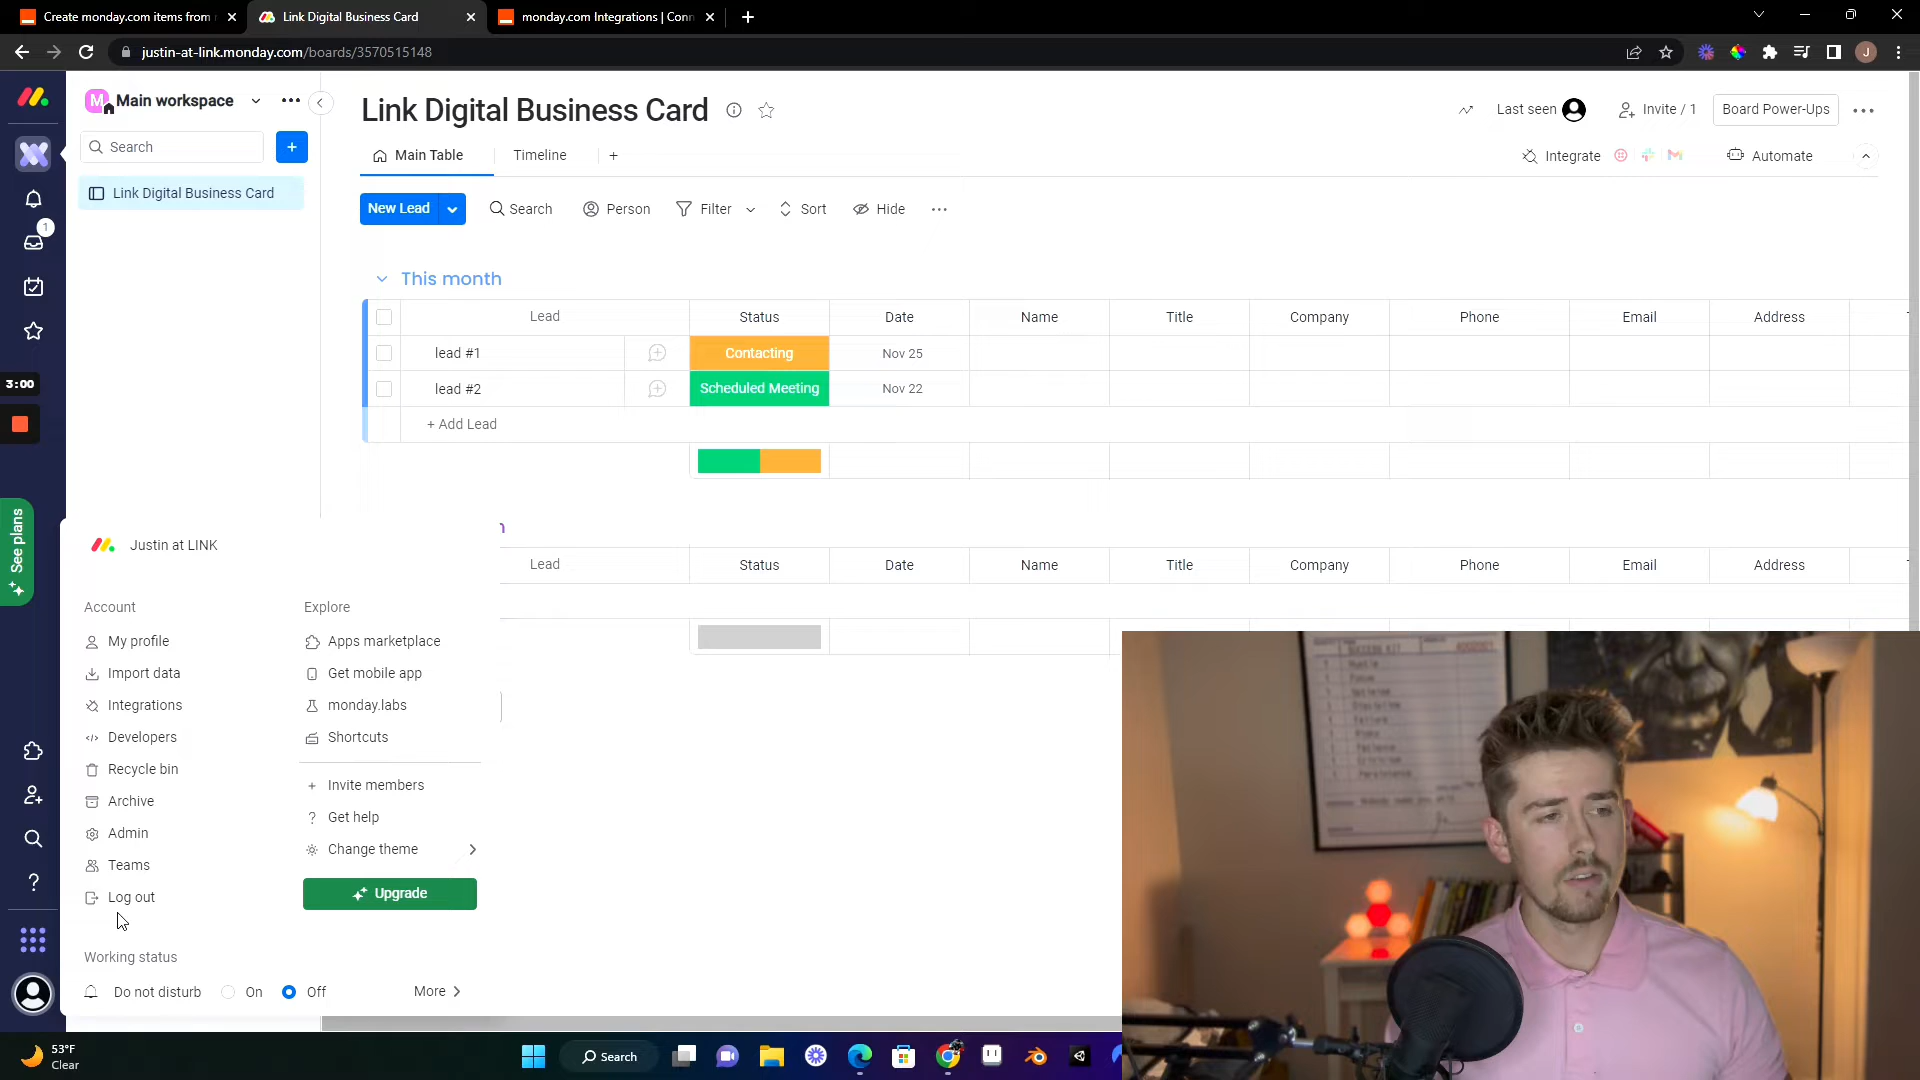 Create monday.com items from
Link Digital Business Card
monday.com Integrations | Conn
justin-at-link.monday.com/boards/3570515148
J
M
Main workspace
Search
Link Digital Business Card
1
3:00
See plans
Link Digital Business Card
Last seen
Invite / 1
Board Power-Ups
Main Table
Timeline
Integrate
Automate
New Lead
Search
Person
Filter
Sort
Hide
This month
Lead Status Date Name Title Company Phone Email Address
lead #1 Contacting Nov 25
lead #2 Scheduled Meeting Nov 22
+ Add Lead
Lead Status Date Name Title Company Phone Email Address
Justin at LINK
Account
My profile
Import data
Integrations
Developers
Recycle bin
Archive
Admin
Teams
Log out
Explore
Apps marketplace
Get mobile app
monday.labs
Shortcuts
+ Invite members
? Get help
Change theme
Upgrade
Working status
Do not disturb On Off More
53°F
Clear
Search